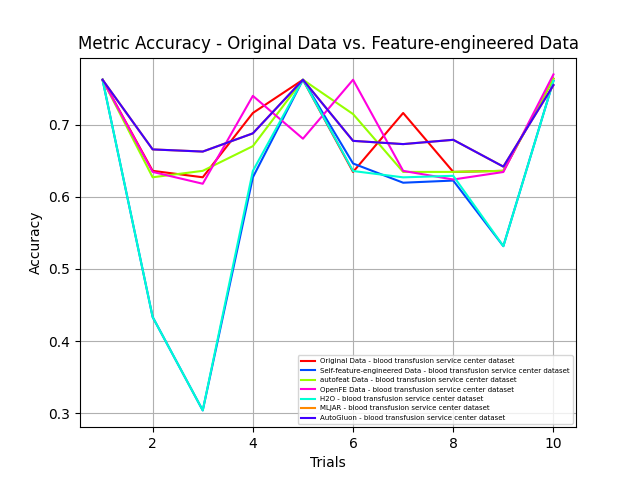 Metric Accuracy - Original Data vs. Feature-engineered Data
0.7
0.6
0.5
0.4
0.3
Accuracy
Original Data - blood transfusion service center dataset
Self-feature-engineered Data - blood transfusion service center dataset
autofeat Data - blood transfusion service center dataset
OpenFE Data - blood transfusion service center dataset
H2O - blood transfusion service center dataset
MLJAR - blood transfusion service center dataset
AutoGluon - blood transfusion service center dataset
2 4 6 8 10
Trials